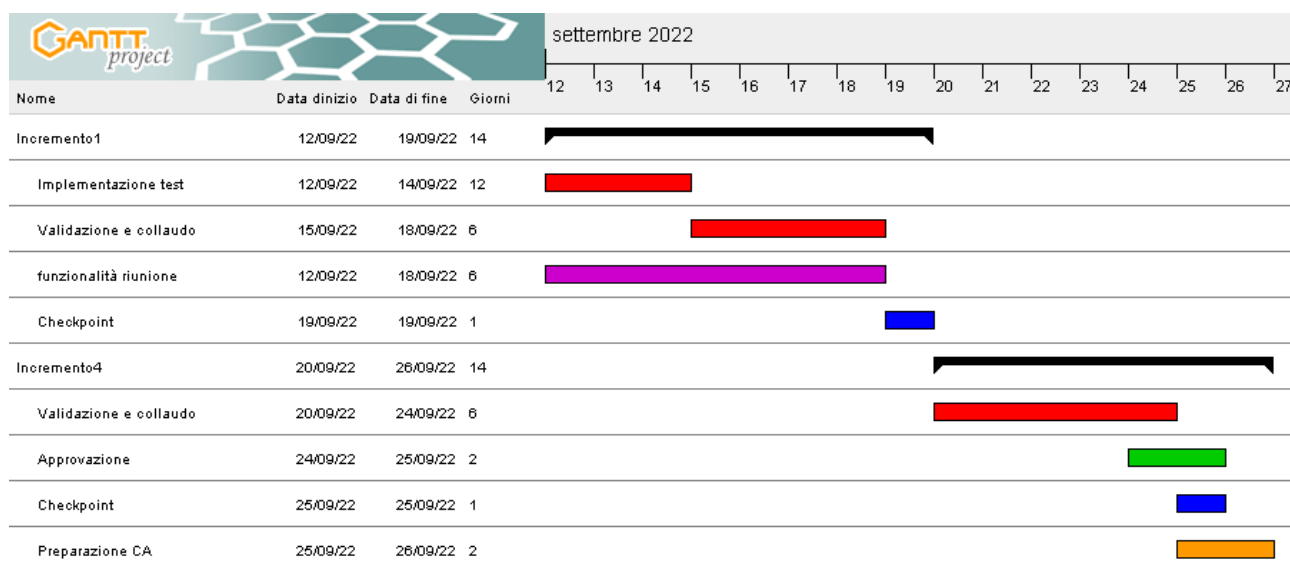 GANTT
project
settembre 2022
12 13 14 15 16 17 18 19 20 21 22 23 24 25 26 27
Nome Data dinizio Data di fine Giorni
Incremento1 12/09/22 19/09/22 14
Implementazione test 12/09/22 14/09/22 12
Validazione e collaudo 15/09/22 18/09/22 6
funzionalità riunione 12/09/22 18/09/22 6
Checkpoint 19/09/22 19/09/22 1
Incremento4 20/09/22 26/09/22 14
Validazione e collaudo 20/09/22 24/09/22 6
Approvazione 24/09/22 25/09/22 2
Checkpoint 25/09/22 25/09/22 1
Preparazione CA 25/09/22 26/09/22 2